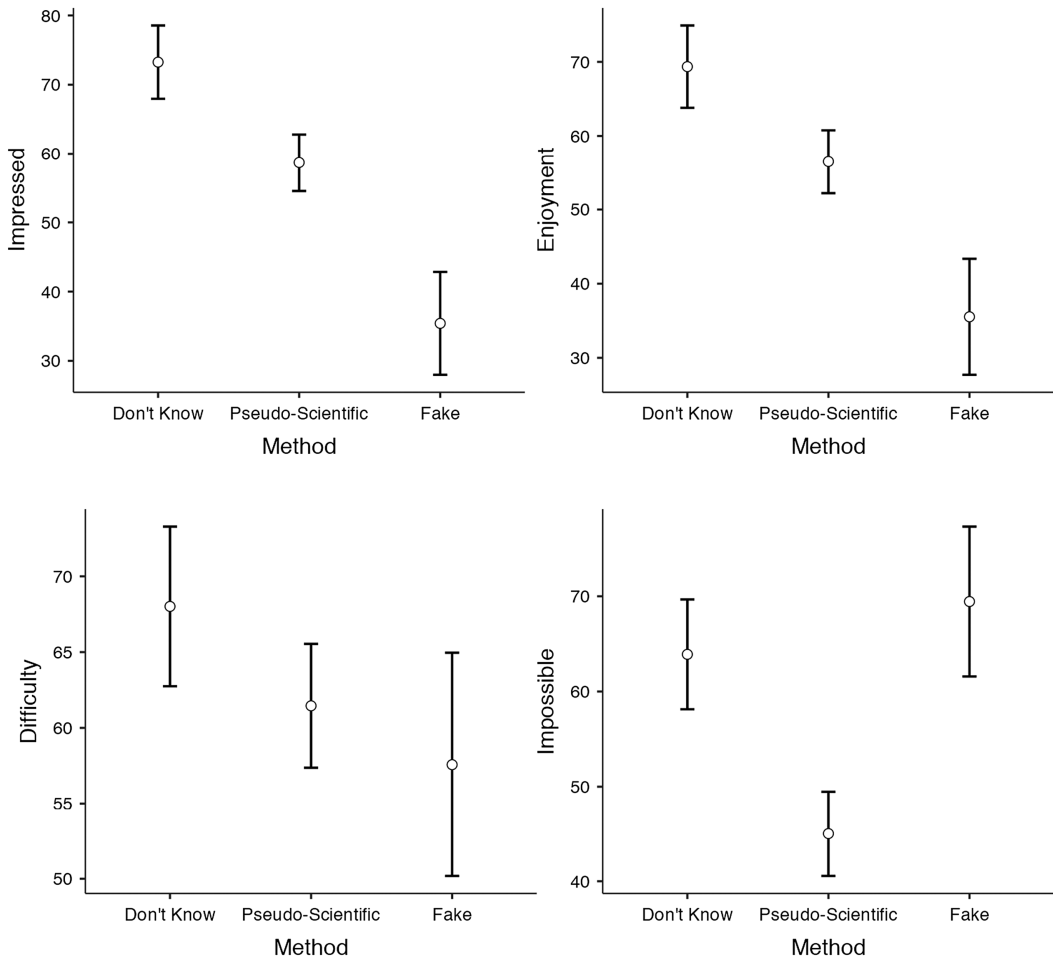 Impressed
80
70
60
50
40
30
Don't Know Pseudo-Scientific Fake
Method
Enjoyment
70
60
50
40
30
Don't Know Pseudo-Scientific Fake
Method
Difficulty
70
65
60
55
50
Don't Know Pseudo-Scientific Fake
Method
Impossible
70
60
50
40
Don't Know Pseudo-Scientific Fake
Method